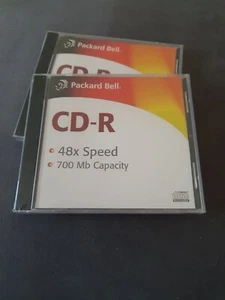 Packard Bell
CD-R
Packard Bell
CD-R
48x Speed
700 Mb Capacity